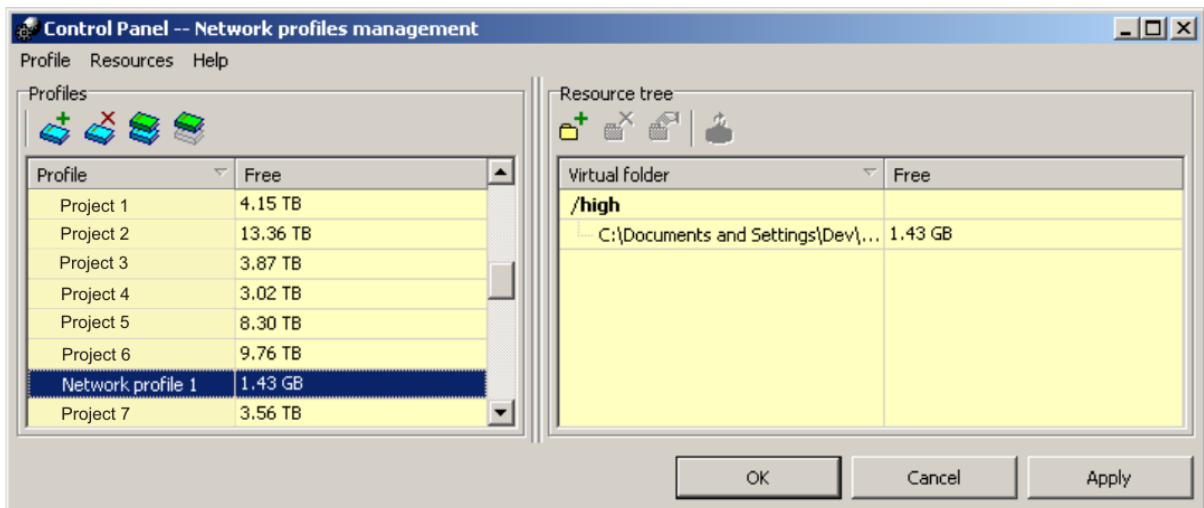 Control Panel -- Network profiles management
Profile Resources Help
Profiles
Profile Free
Project 1 4.15 TB
Project 2 13.36 TB
Project 3 3.87 TB
Project 4 3.02 TB
Project 5 8.30 TB
Project 6 9.76 TB
Network profile 1 1.43 GB
Project 7 3.56 TB
Resource tree
Virtual folder Free
/high
C:\Documents and Settings\Dev\... 1.43 GB
OK Cancel Apply